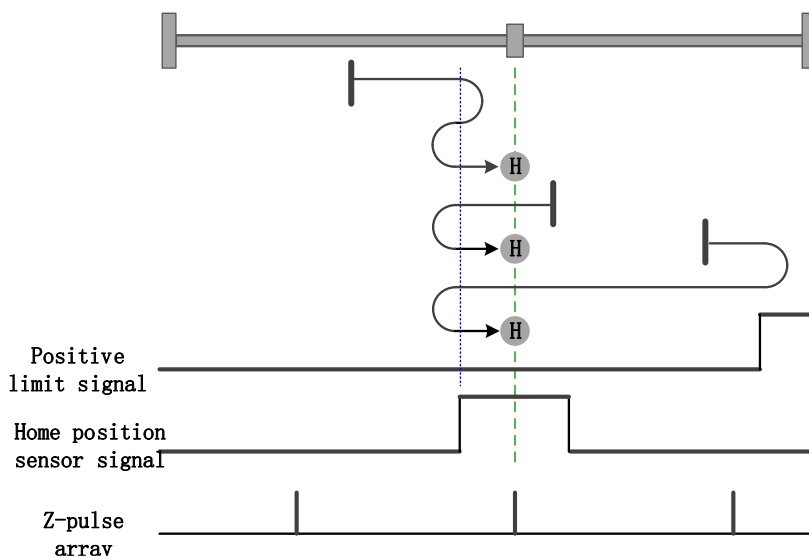 H
H
H
Positive
limit signal
Home position
sensor signal
Z-pulse
array